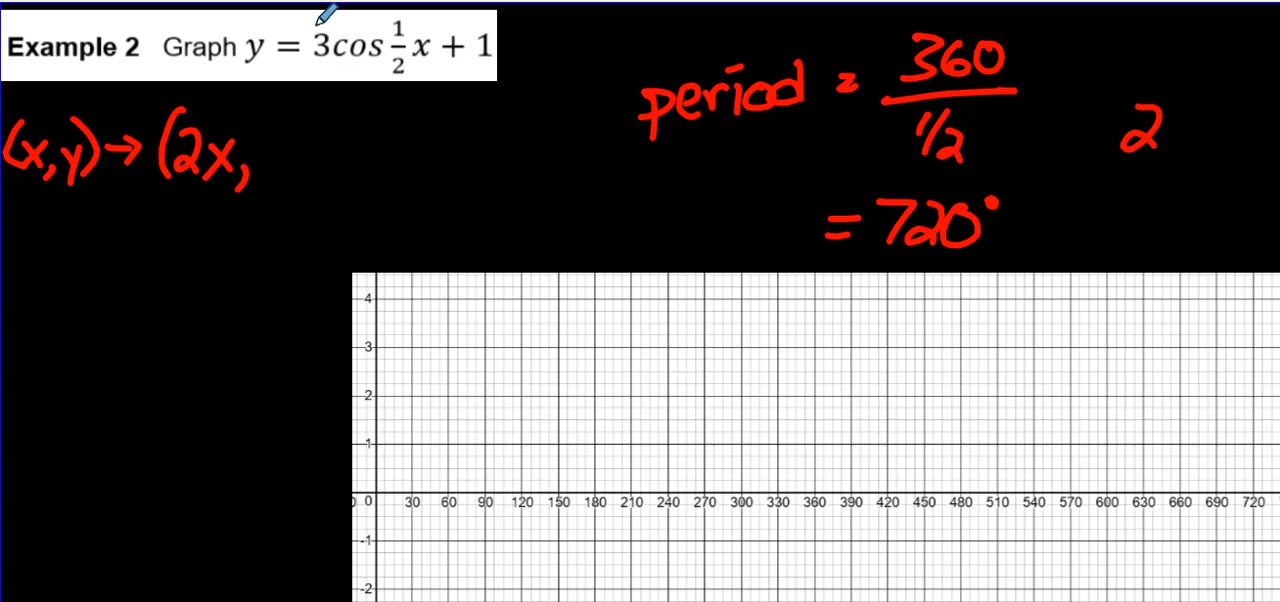 Example 2 Graph y = 3cos 1/2 x + 1
period = 360
1/2
2
(x,y) → (2x,
= 720°
4
3
2
1
0 0 30 60 90 120 150 180 210 240 270 300 330 360 390 420 450 480 510 540 570 600 630 660 690 720
-1
-2